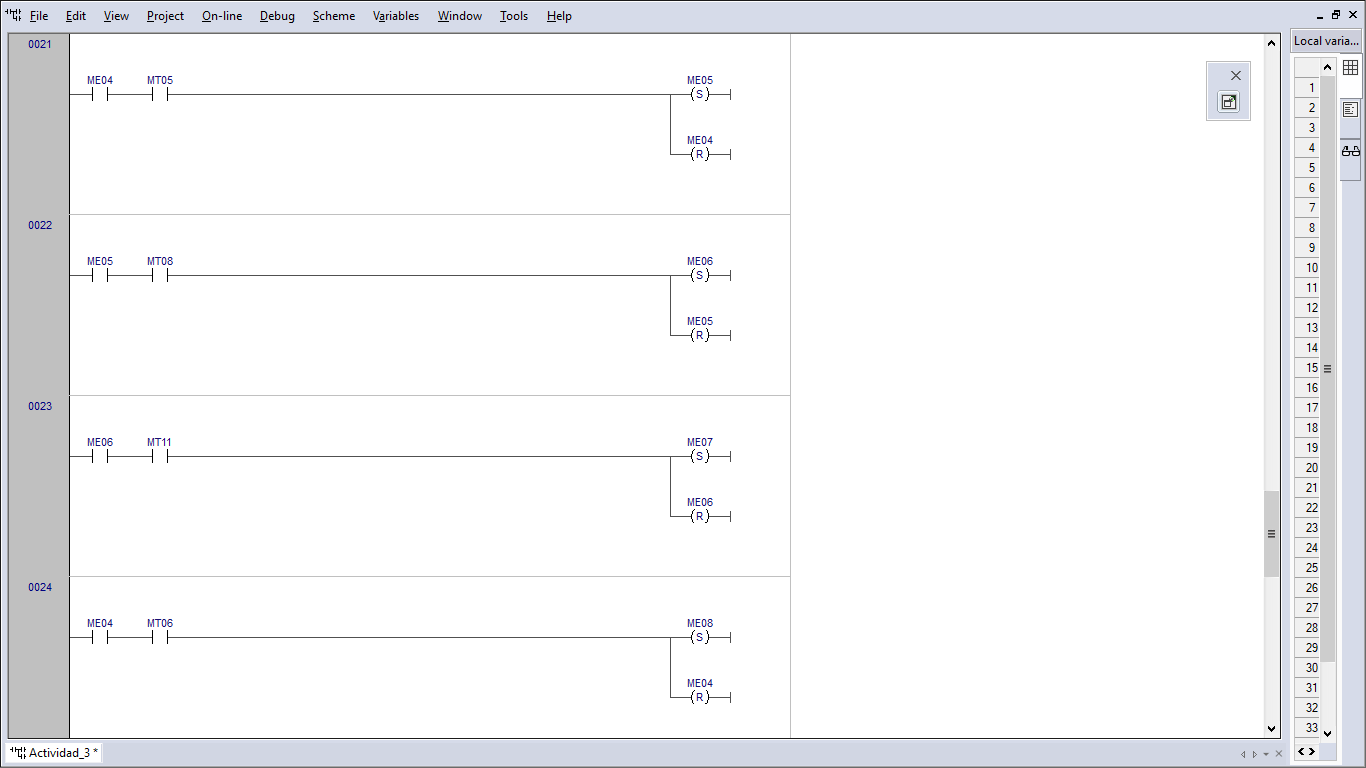 File Edit View Project On-line Debug Scheme Variables Window Tools Help
Local varia...
0021
ME04 MT05 ME05
S
ME04
R
0022
ME05 MT08 ME06
S
ME05
R
0023
ME06 MT11 ME07
S
ME06
R
0024
ME04 MT06 ME08
S
ME04
R
1
2
3
4
5
6
7
8
9
10
11
12
13
14
15
16
17
18
19
20
21
22
23
24
25
26
27
28
29
30
31
32
33
Actividad_3 *